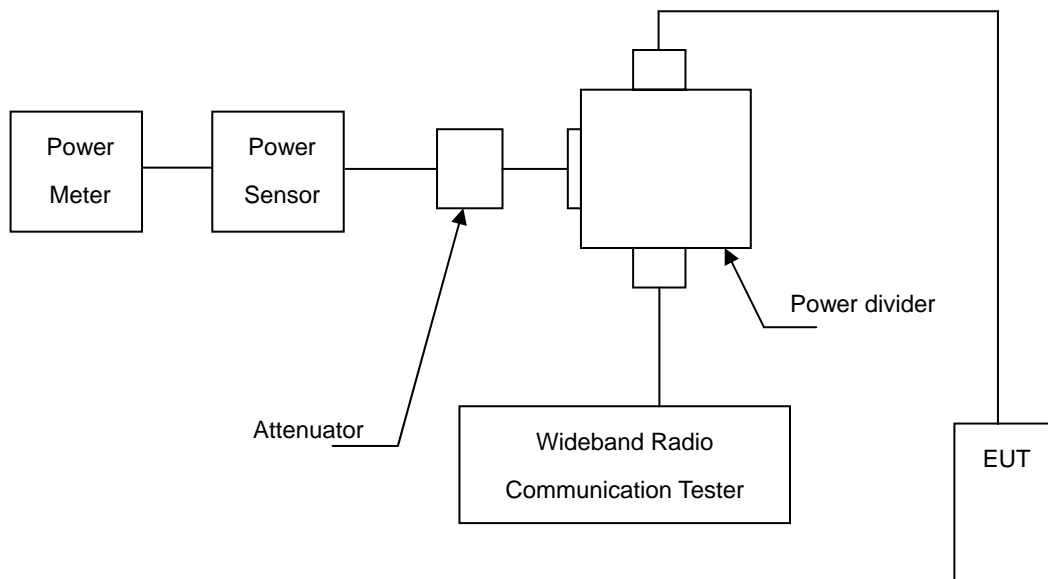 Power
Meter
Power
Sensor
Power divider
Attenuator
Wideband Radio
Communication Tester
EUT